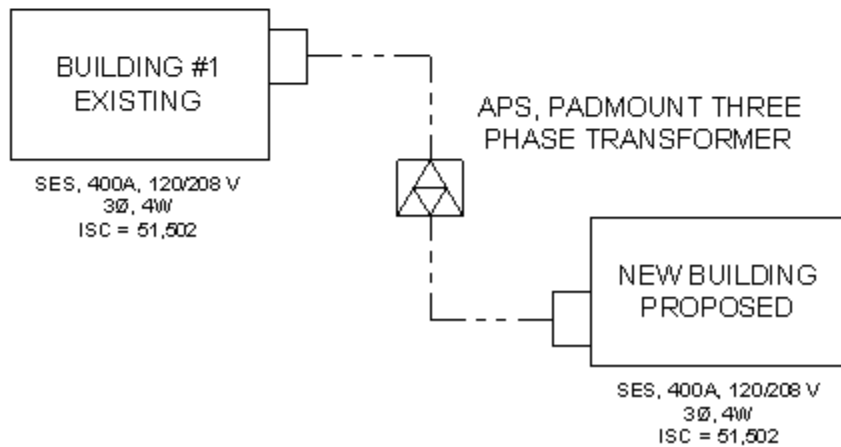 BUILDING #1
EXISTING
SES, 400A, 120/208 V
3Ø, 4W
ISC = 51,502
APS, PADMOUNT THREE
PHASE TRANSFORMER
NEW BUILDING
PROPOSED
SES, 400A, 120/208 V
3Ø, 4W
ISC = 51,502